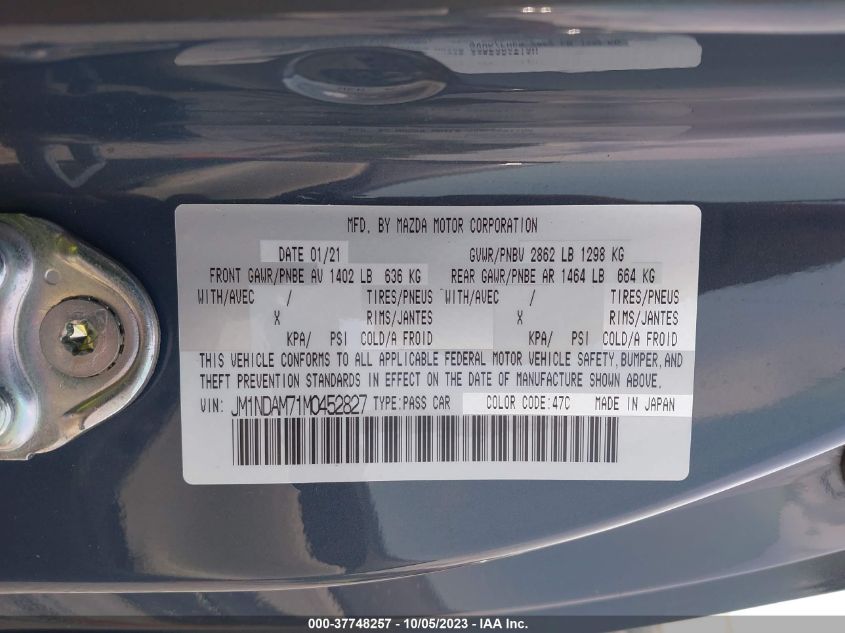 MFD. BY MAZDA MOTOR CORPORATION
DATE 01/21 GVWR/PNBV 2862 LB 1298 KG
FRONT GAWR/PNBE AV 1402 LB 636 KG REAR GAWR/PNBE AR 1464 LB 664 KG
WITH/AVEC / TIRES/PNEUS WITH/AVEC / TIRES/PNEUS
X RIMS/JANTES X RIMS/JANTES
KPA/ PSI COLD/A FROID KPA/ PSI COLD/A FROID
THIS VEHICLE CONFORMS TO ALL APPLICABLE FEDERAL MOTOR VEHICLE SAFETY, BUMPER, AND
THEFT PREVENTION STANDARDS IN EFFECT ON THE DATE OF MANUFACTURE SHOWN ABOVE.
VIN: JM1NDAM71M0452827 TYPE:PASS CAR COLOR CODE:47C MADE IN JAPAN
000-37748257 - 10/05/2023 - IAA Inc.